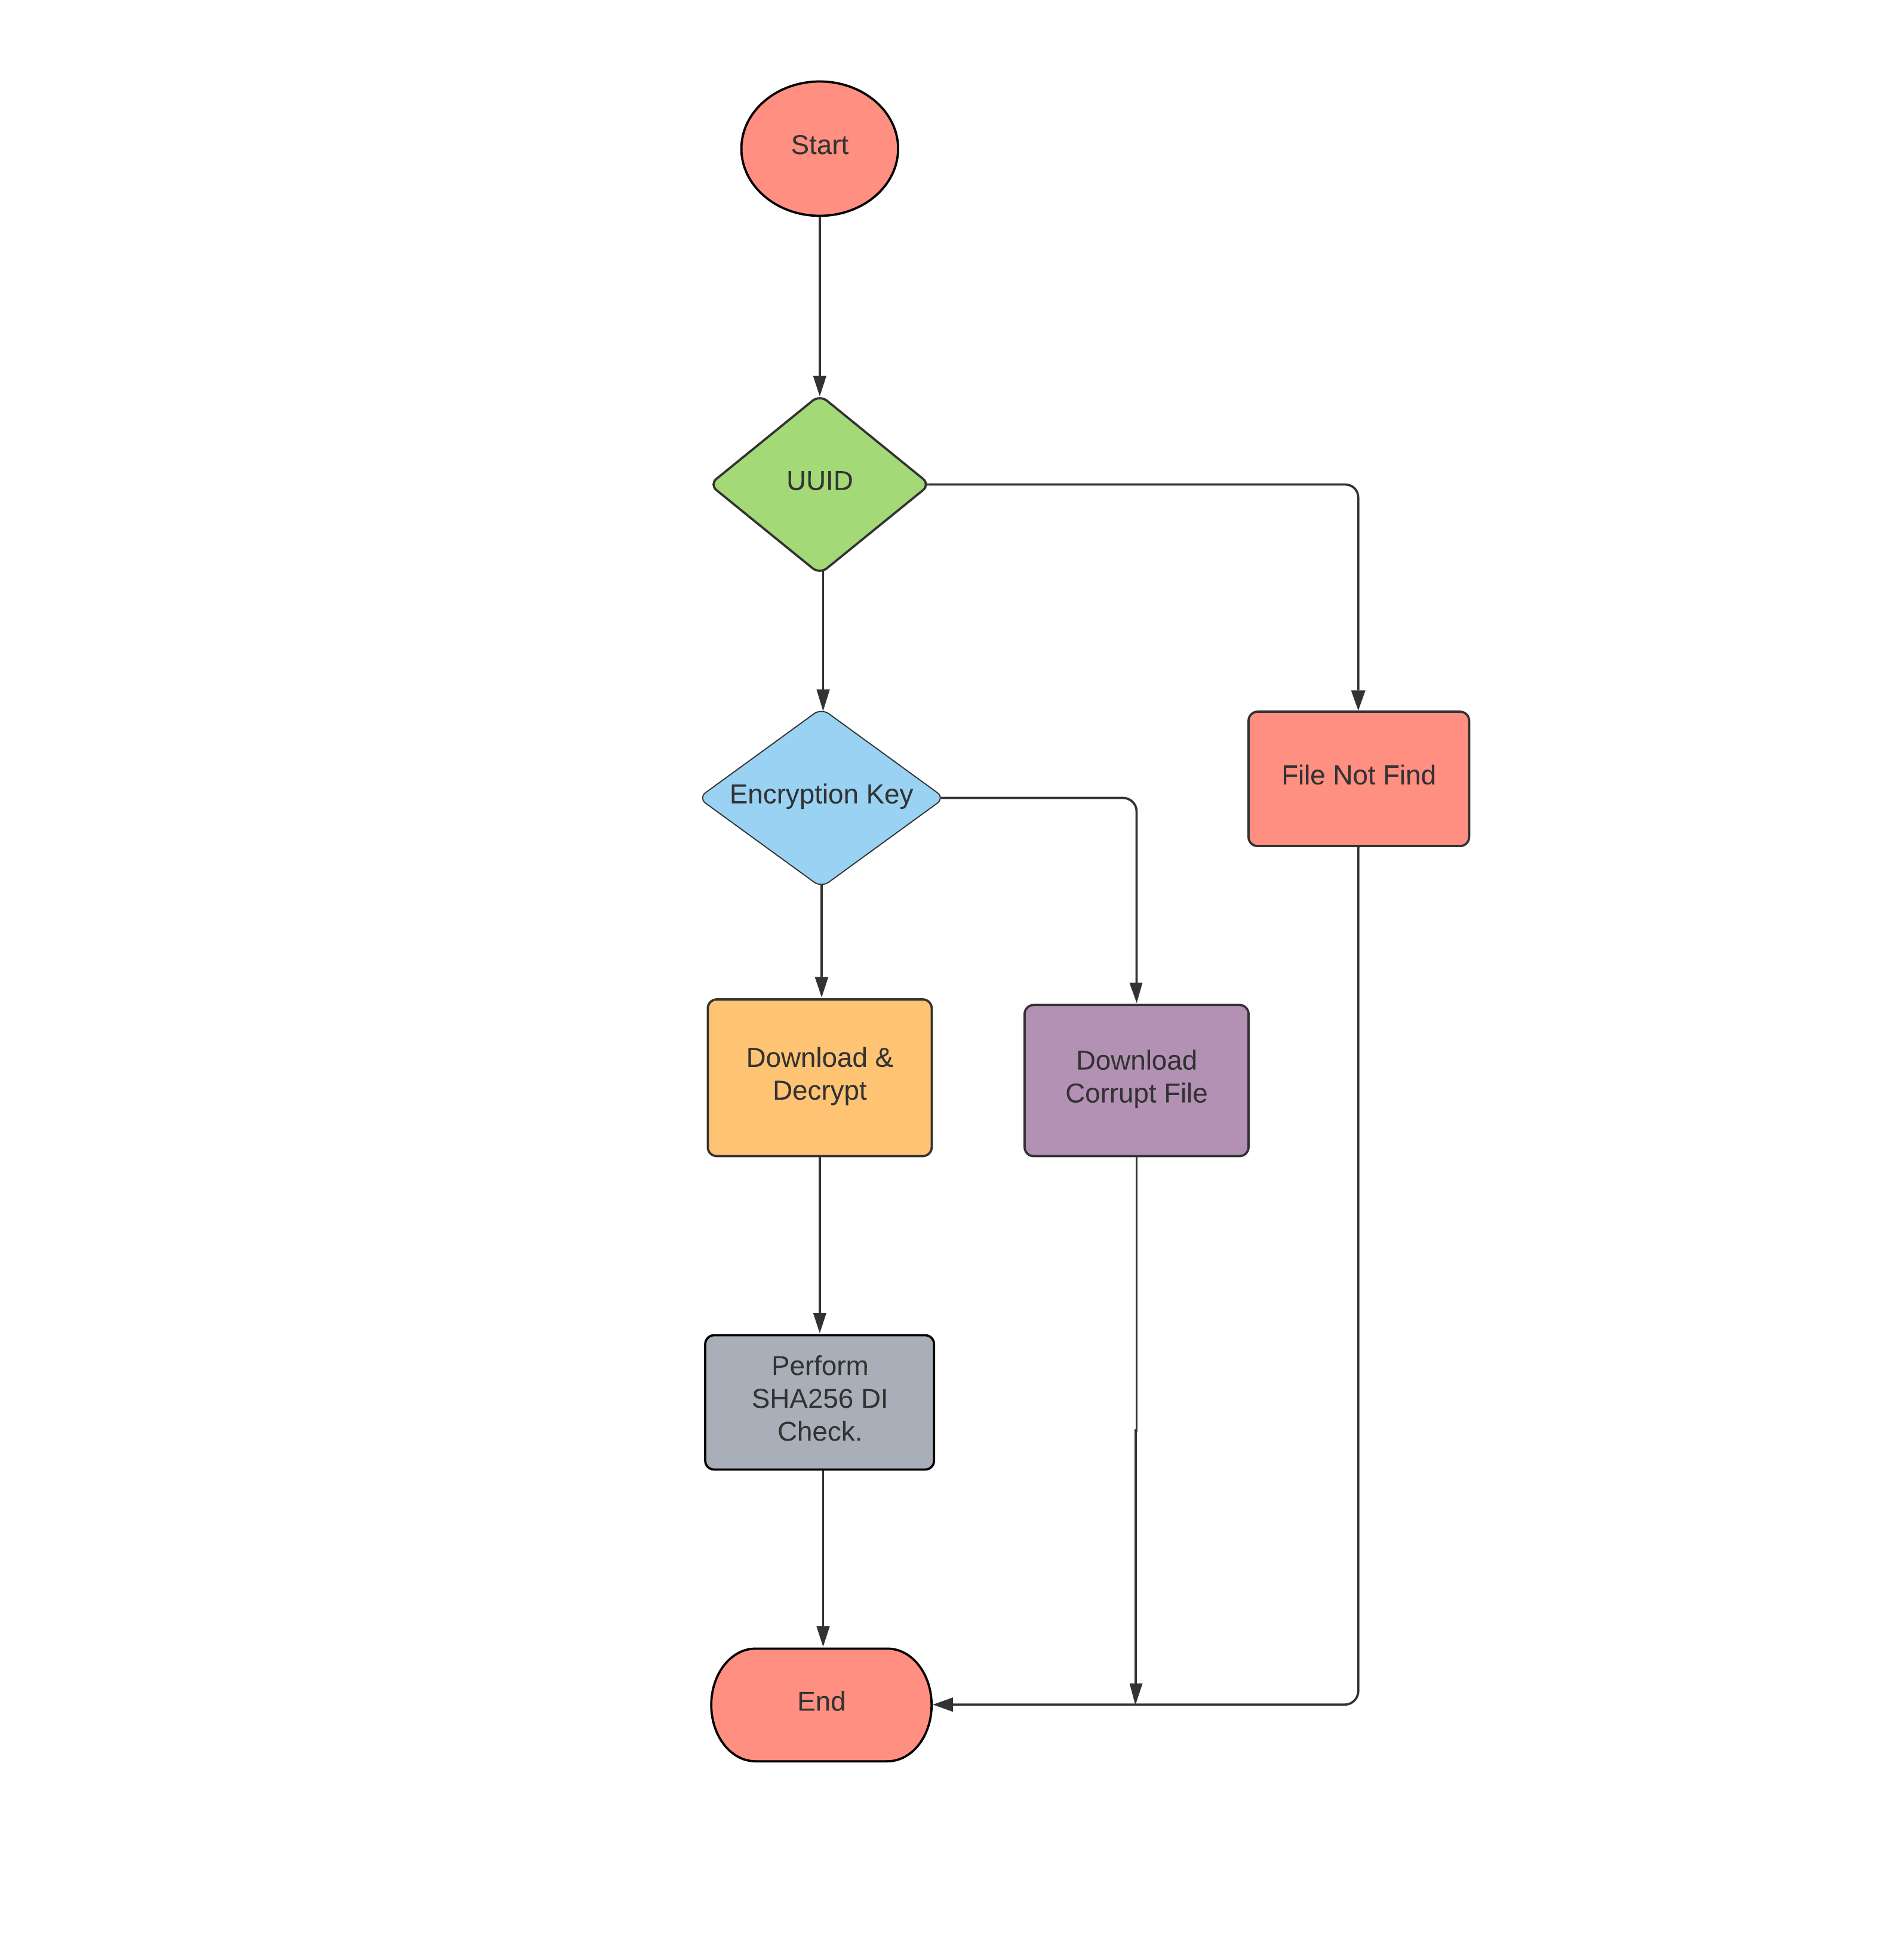 Start
UUID
Encryption Key
File Not Find
Download &
Decrypt
Download
Corrupt File
Perform
SHA256 DI
Check.
End